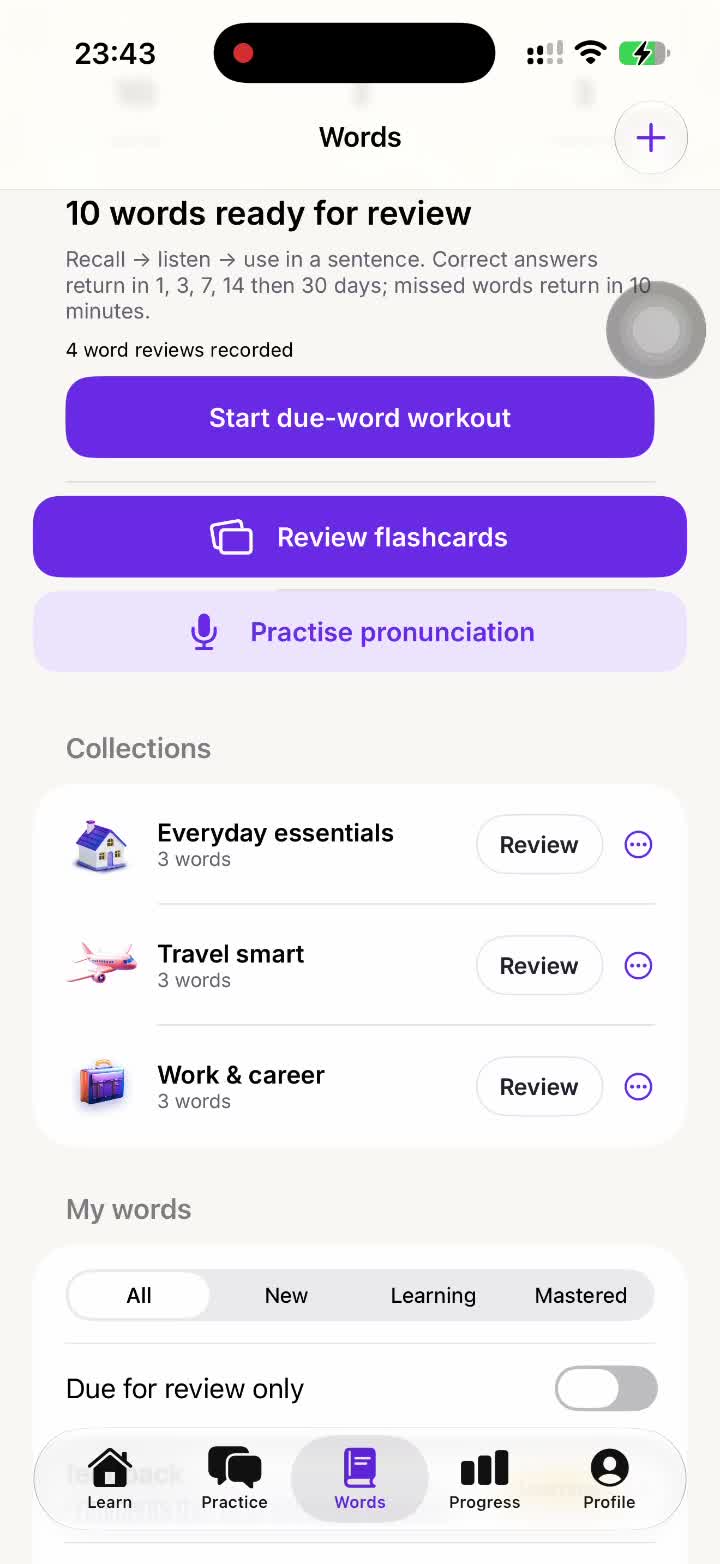 23:43
Words
10 words ready for review
Recall → listen → use in a sentence. Correct answers
return in 1, 3, 7, 14 then 30 days; missed words return in 10
minutes.
4 word reviews recorded
Start due-word workout
Review flashcards
Practise pronunciation
Collections
Everyday essentials
3 words
Review
Travel smart
3 words
Review
Work & career
3 words
Review
My words
All New Learning Mastered
Due for review only
Learn Practice Words Progress Profile